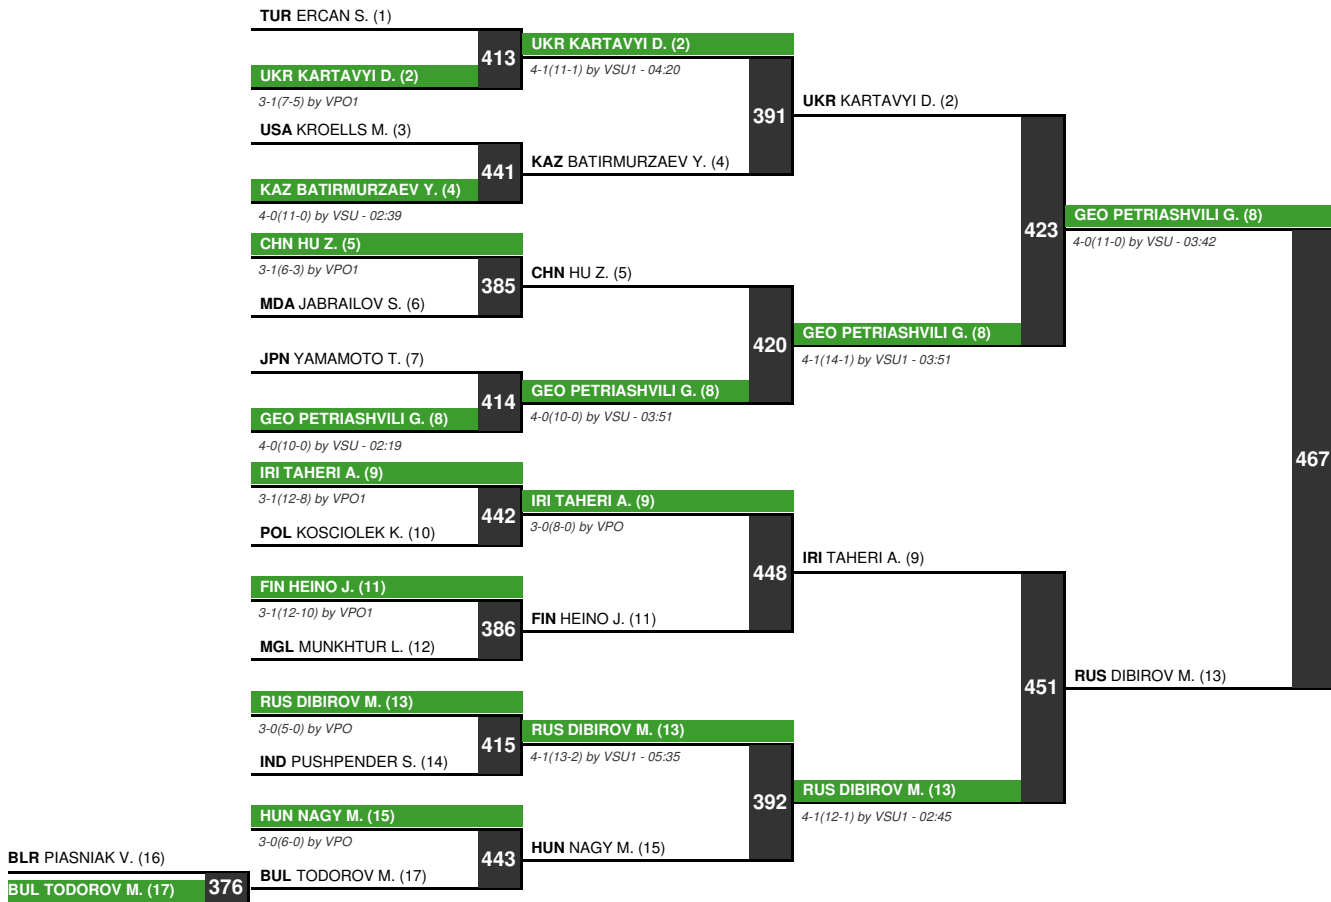 TUR ERCAN S. (1)
413
UKR KARTAVYI D. (2)
4-1(11-1) by VSU1 - 04:20
UKR KARTAVYI D. (2)
3-1(7-5) by VPO1
391
UKR KARTAVYI D. (2)
USA KROELLS M. (3)
441
KAZ BATIRMURZAEV Y. (4)
KAZ BATIRMURZAEV Y. (4)
4-0(11-0) by VSU - 02:39
423
GEO PETRIASHVILI G. (8)
4-0(11-0) by VSU - 03:42
CHN HU Z. (5)
3-1(6-3) by VPO1
385
CHN HU Z. (5)
MDA JABRAILOV S. (6)
420
GEO PETRIASHVILI G. (8)
4-1(14-1) by VSU1 - 03:51
JPN YAMAMOTO T. (7)
414
GEO PETRIASHVILI G. (8)
4-0(10-0) by VSU - 03:51
GEO PETRIASHVILI G. (8)
4-0(10-0) by VSU - 02:19
467
IRI TAHERI A. (9)
3-1(12-8) by VPO1
442
IRI TAHERI A. (9)
3-0(8-0) by VPO
POL KOSCIOLEK K. (10)
448
IRI TAHERI A. (9)
FIN HEINO J. (11)
3-1(12-10) by VPO1
386
FIN HEINO J. (11)
MGL MUNKHTUR L. (12)
451
RUS DIBIROV M. (13)
RUS DIBIROV M. (13)
3-0(5-0) by VPO
415
RUS DIBIROV M. (13)
4-1(13-2) by VSU1 - 05:35
IND PUSHPENDER S. (14)
392
RUS DIBIROV M. (13)
4-1(12-1) by VSU1 - 02:45
HUN NAGY M. (15)
3-0(6-0) by VPO
443
HUN NAGY M. (15)
BLR PIASNIAK V. (16)
BUL TODOROV M. (17)
376
BUL TODOROV M. (17)